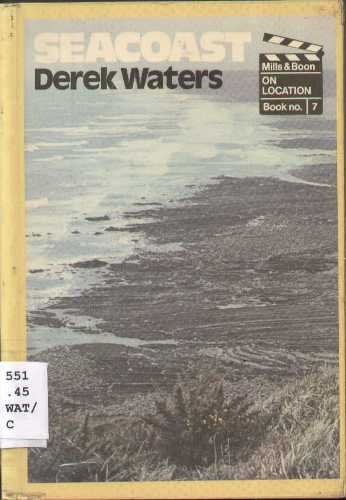 SEACOAST
Derek Waters
Mills & Boon
ON
LOCATION
Book no. 7
551
.45
WAT/
C